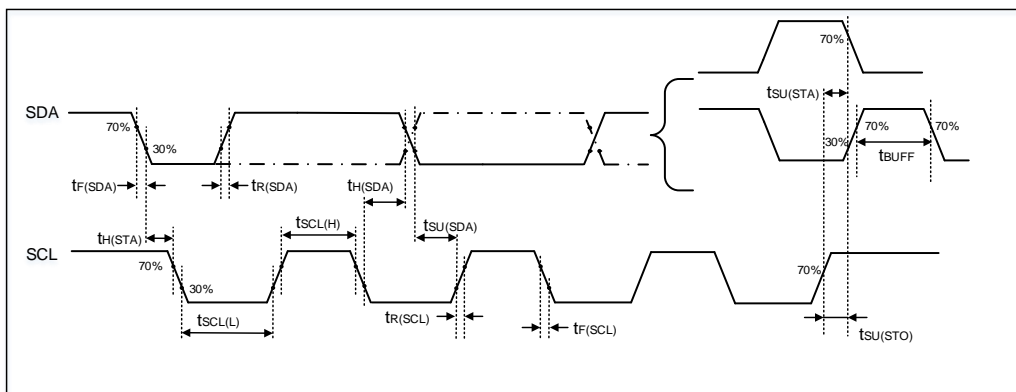 70%
tSU(STA)
SDA
70%
30%
30%
70%
70%
tBUFF
tF(SDA)
tR(SDA)
tH(SDA)
tSCL(H)
tSU(SDA)
tH(STA)
SCL
70%
30%
70%
tSCL(L)
tR(SCL)
tF(SCL)
tSU(STO)